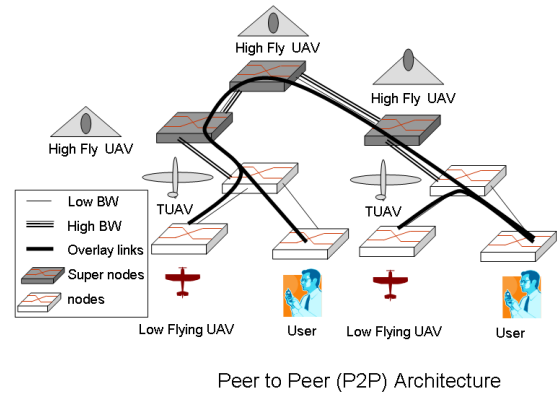 High Fly UAV
High Fly UAV
High Fly UAV
TUAV
TUAV
Low BW
High BW
Overlay links
Super nodes
nodes
Low Flying UAV
User
Low Flying UAV
User
Peer to Peer (P2P) Architecture